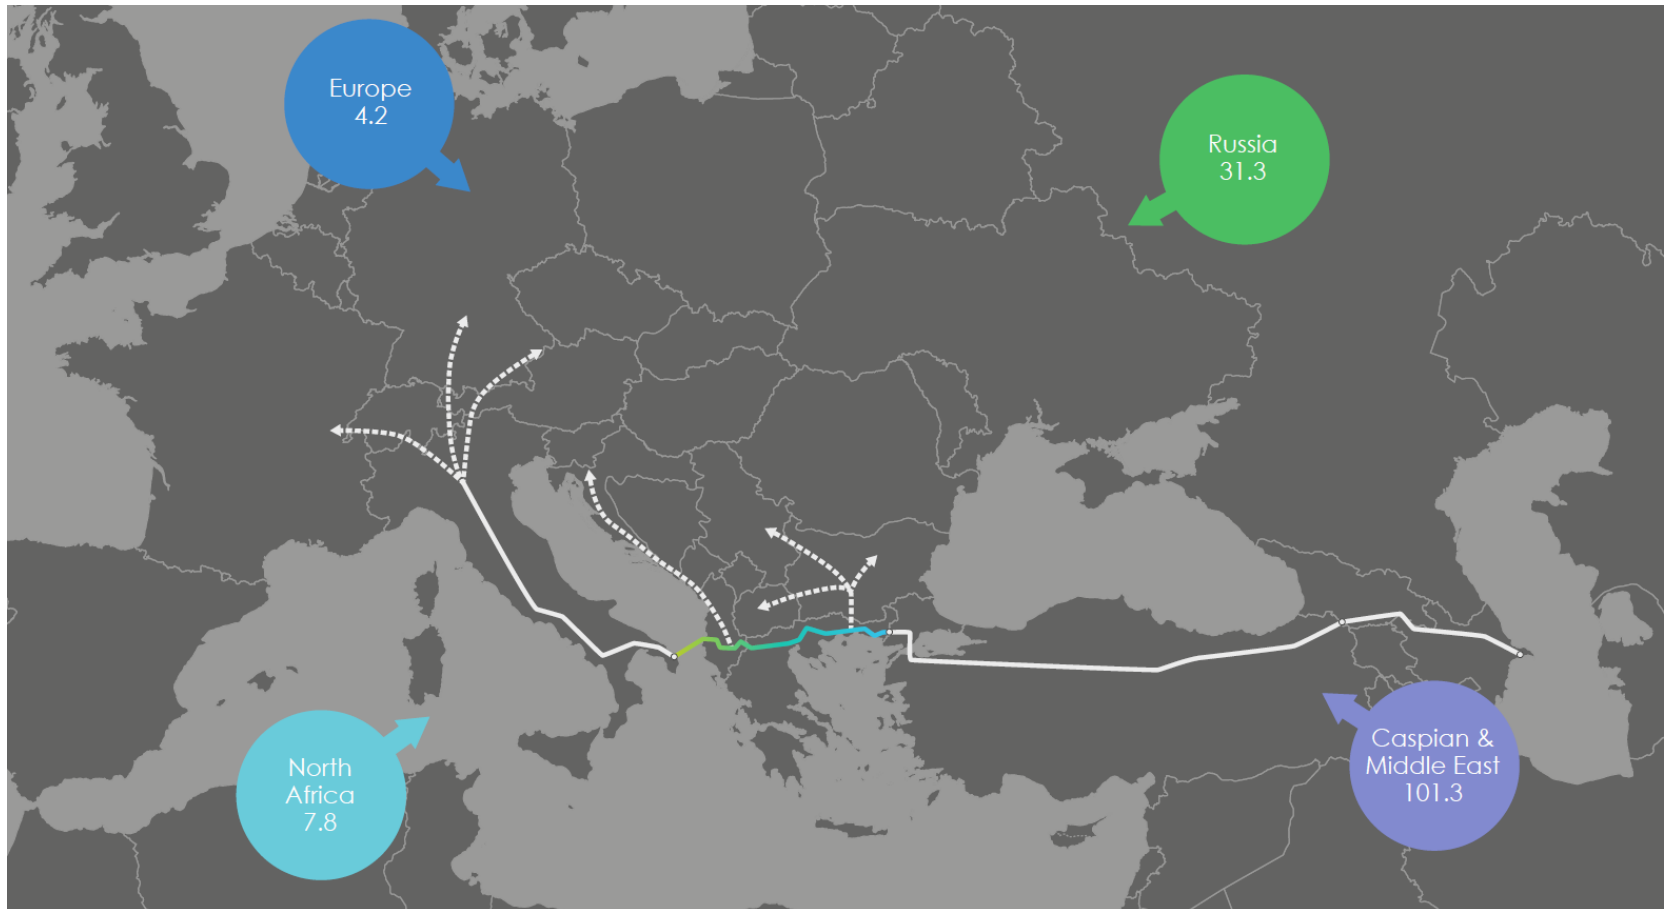 Europe
4.2
Russia
31.3
North
Africa
7.8
Caspian &
Middle East
101.3